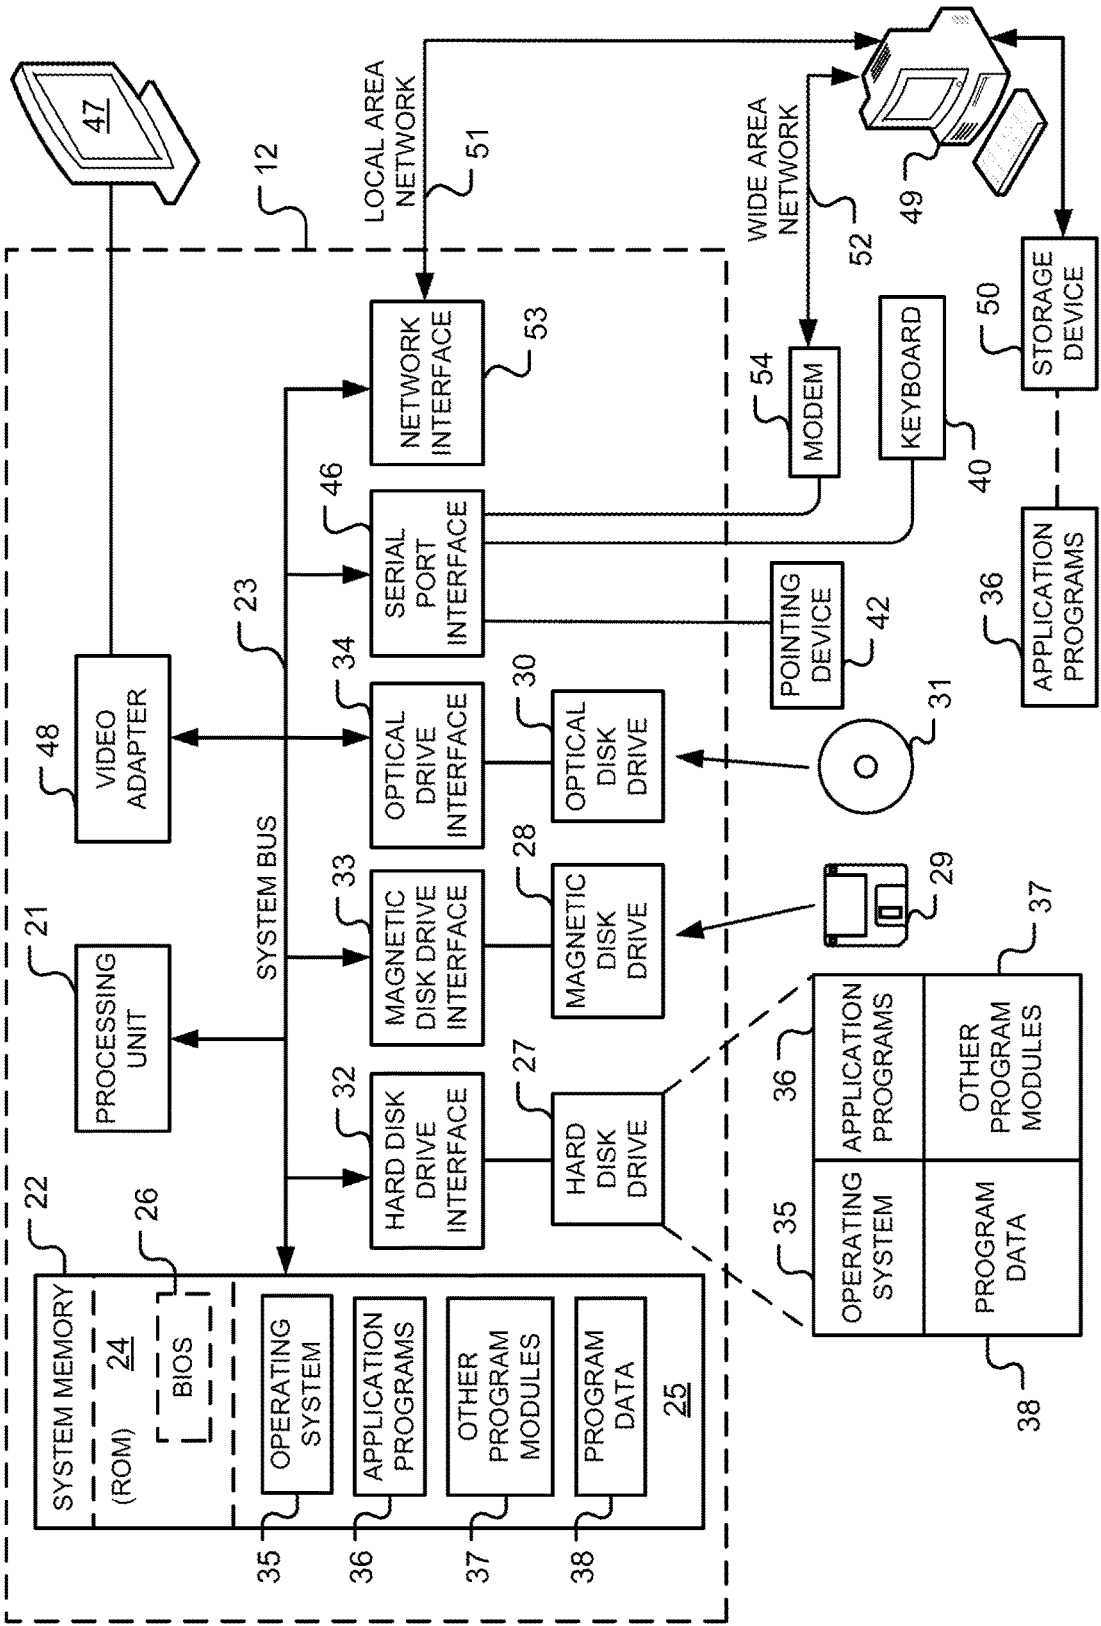 SYSTEM MEMORY
22
(ROM)
24
BIOS
26
OPERATING
SYSTEM
35
APPLICATION
PROGRAMS
36
OTHER
PROGRAM
MODULES
37
PROGRAM
DATA
38
25
PROCESSING
UNIT
21
VIDEO
ADAPTER
48
47
12
SYSTEM BUS
23
HARD DISK
DRIVE
INTERFACE
32
MAGNETIC
DISK DRIVE
INTERFACE
33
OPTICAL
DRIVE
INTERFACE
34
SERIAL
PORT
INTERFACE
46
NETWORK
INTERFACE
53
LOCAL AREA
NETWORK
51
HARD
DISK
DRIVE
27
MAGNETIC
DISK
DRIVE
28
OPTICAL
DISK
DRIVE
30
WIDE AREA
NETWORK
52
MODEM
54
KEYBOARD
40
POINTING
DEVICE
42
31
29
49
STORAGE
DEVICE
50
APPLICATION
PROGRAMS
36
OPERATING
SYSTEM
35
APPLICATION
PROGRAMS
36
PROGRAM
DATA
38
OTHER
PROGRAM
MODULES
37